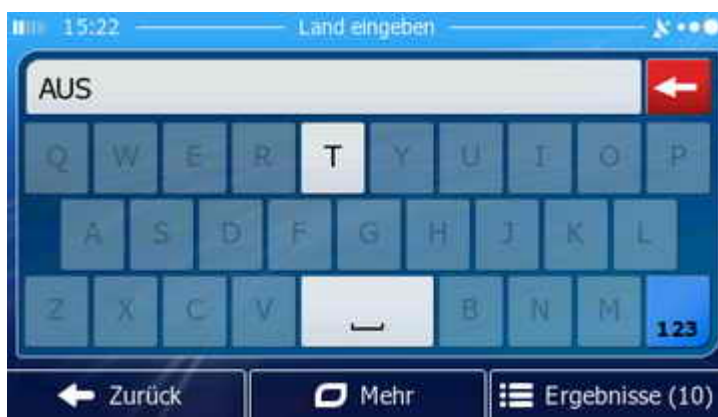 15:22 Land eingeben
AUS
Q W E R T Y U I O P
A S D F G H J K L
Z X C V B N M 123
Zurück Mehr Ergebnisse (10)